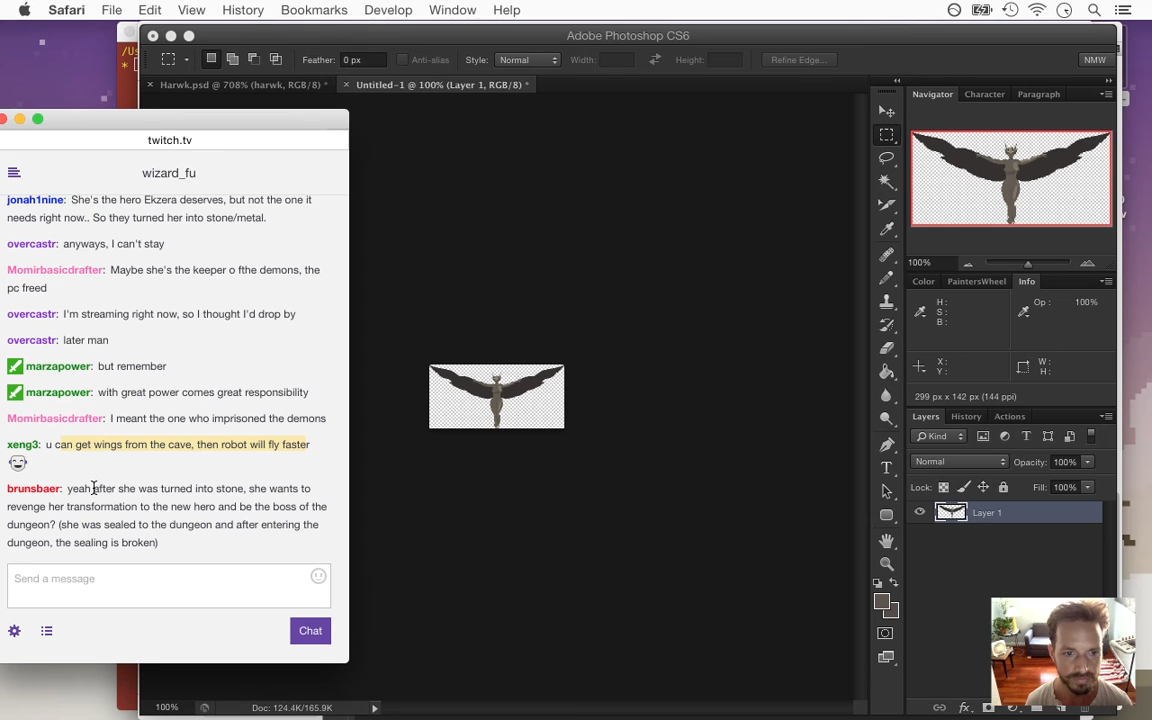 Safari File Edit View History Bookmarks Develop Window Help
Adobe Photoshop CS6
Feather: 0 px Anti-alias Style: Normal Width: Height: Refine Edge... NMW
Harwk.psd @ 708% (harwk, RGB/8) * Untitled-1 @ 100% (Layer 1, RGB/8) *
/Us
*
twitch.tv
wizard_fu
jonah1nine: She's the hero Ekzera deserves, but not the one it
needs right now.. So they turned her into stone/metal.
overcastr: anyways, I can't stay
Momirbasicdrafter: Maybe she's the keeper o fthe demons, the
pc freed
overcastr: I'm streaming right now, so I thought I'd drop by
overcastr: later man
marzapower: but remember
marzapower: with great power comes great responsibility
Momirbasicdrafter: I meant the one who imprisoned the demons
xeng3: u can get wings from the cave, then robot will fly faster
brunsbaer: yeah after she was turned into stone, she wants to
revenge her transformation to the new hero and be the boss of the
dungeon? (she was sealed to the dungeon and after entering the
dungeon, the sealing is broken)
Send a message
Chat
100% Doc: 124.4K/165.9K
Navigator Character Paragraph
100%
Color PaintersWheel Info
H: Op: 100%
S:
B:
X: W:
Y: H:
299 px x 142 px (144 ppi)
Layers History Actions
Kind
Normal Opacity: 100%
Lock: Fill: 100%
Layer 1